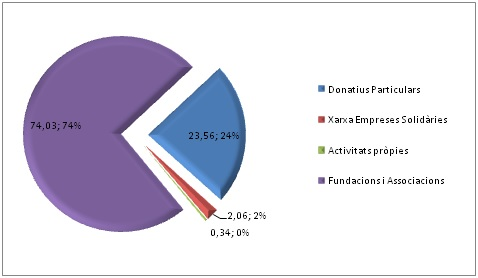 74,03; 74%
23,56; 24%
2,06; 2%
0,34; 0%
Donatius Particulars
Xarxa Empreses Solidàries
Activitats pròpies
Fundacions i Associacions